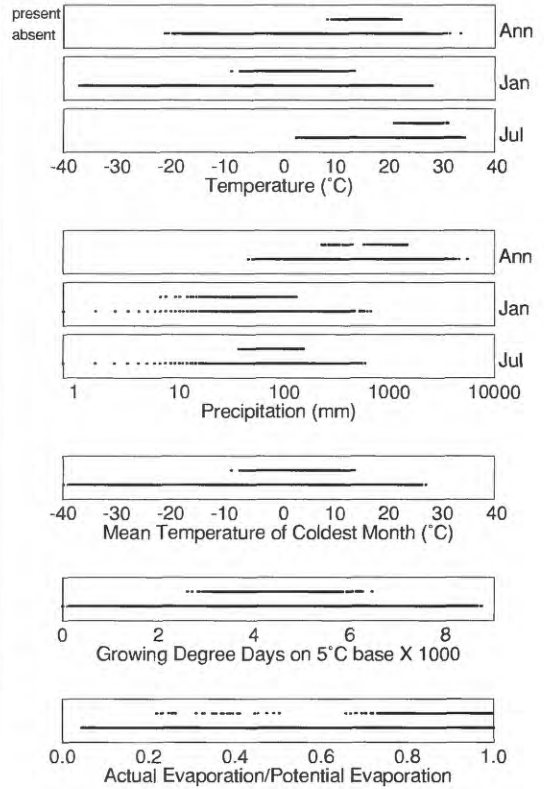 present
absent
Ann
Jan
Jul
-40 -30 -20 -10 0 10 20 30 40
Temperature (˚C)
Ann
Jan
Jul
1 10 100 1000 10000
Precipitation (mm)
-40 -30 -20 -10 0 10 20 30 40
Mean Temperature of Coldest Month (˚C)
0 2 4 6 8
Growing Degree Days on 5˚C base X 1000
0.0 0.2 0.4 0.6 0.8 1.0
Actual Evaporation/Potential Evaporation